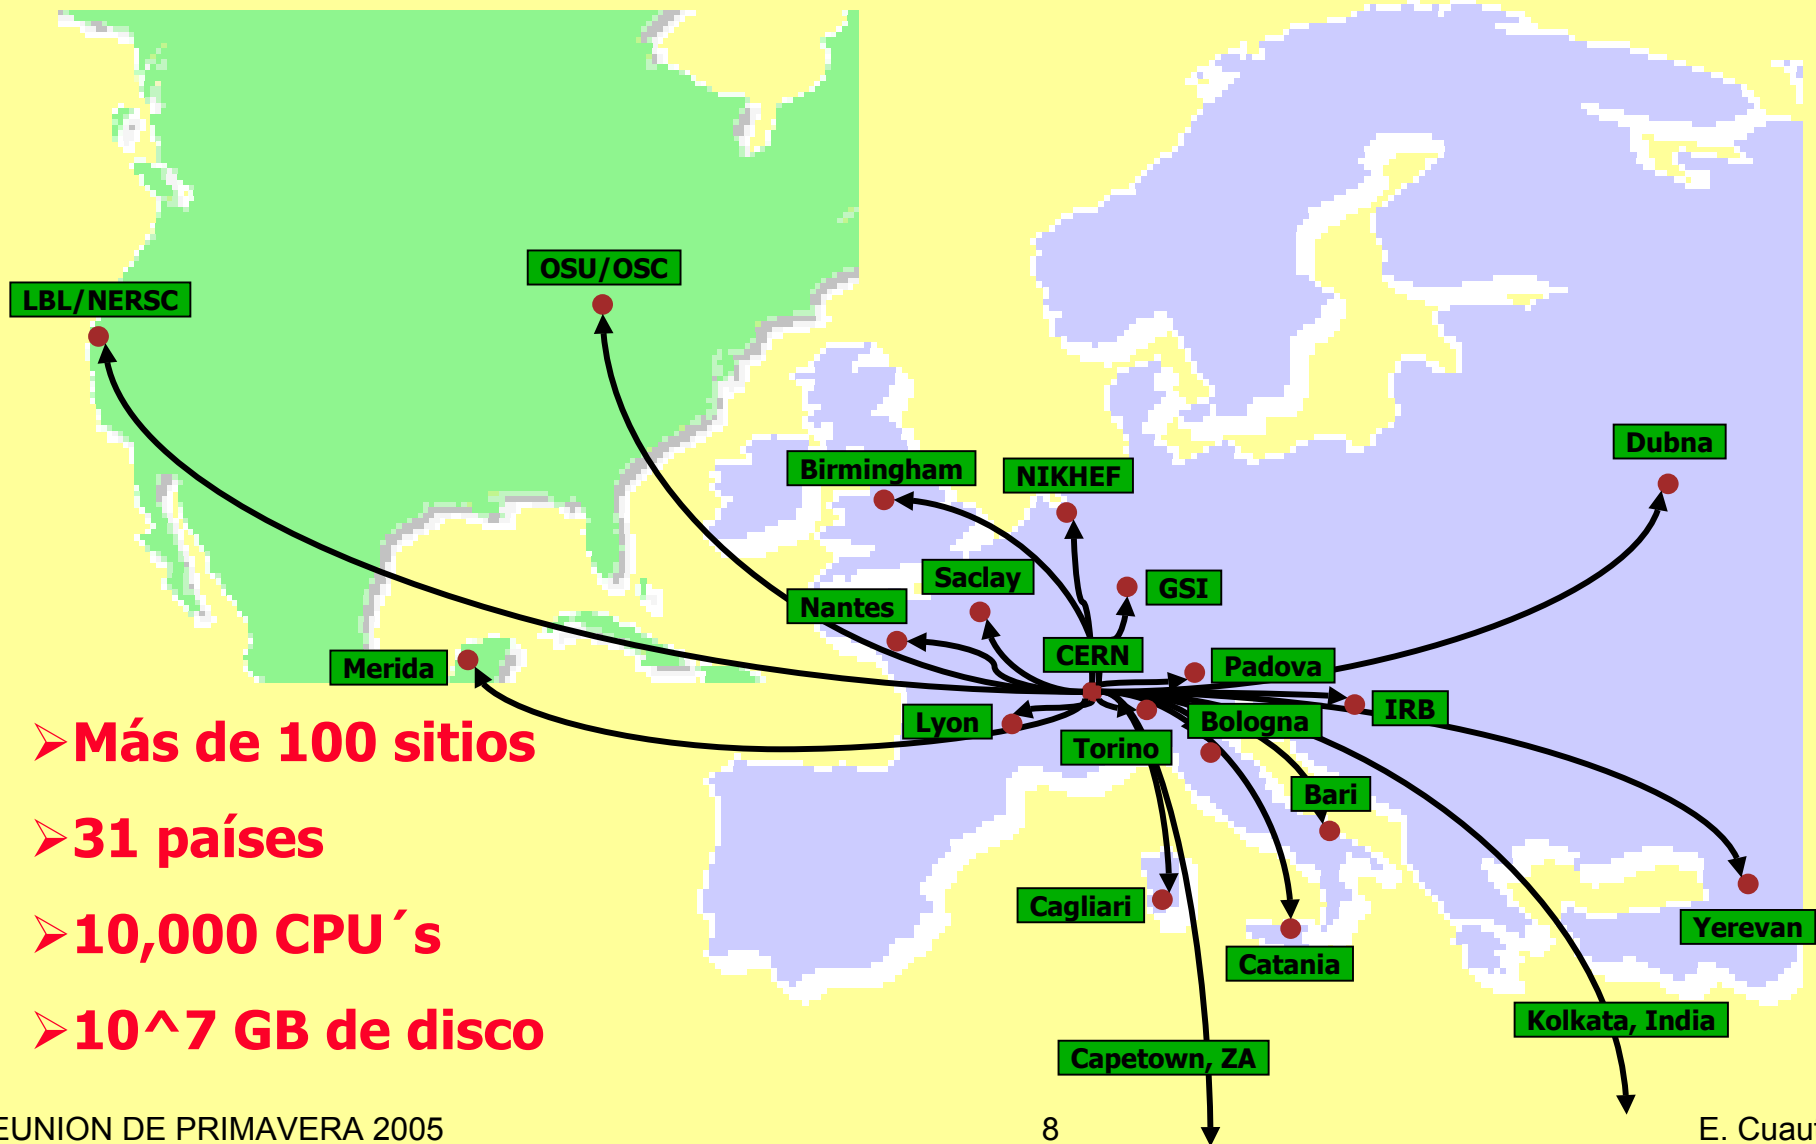 OSU/OSC
LBL/NERSC
Dubna
Birmingham
NIKHEF
Saclay
GSI
Nantes
CERN
Merida
Padova
Lyon
Bologna
IRB
Torino
➢Más de 100 sitios
Bari
➢31 países
Cagliari
Yerevan
➢10,000 CPU´s
Catania
➢10^7 GB de disco
Kolkata, India
Capetown, ZA
EUNION DE PRIMAVERA 2005
8
E. Cuau